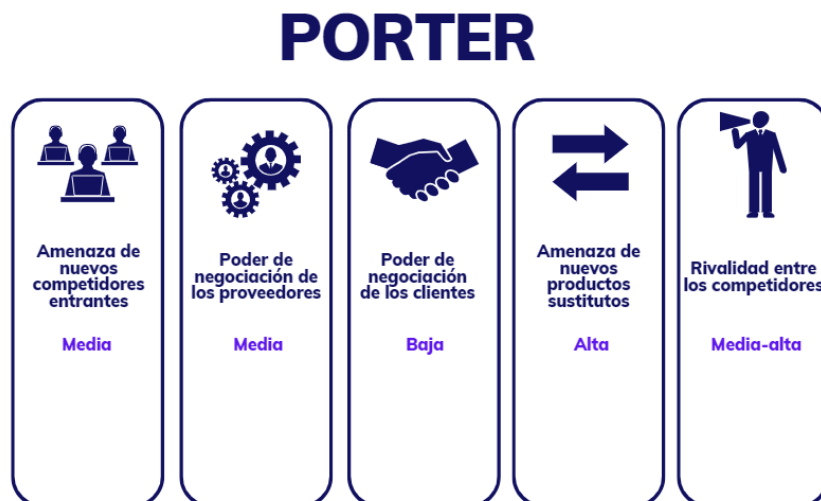 PORTER
Amenaza de
nuevos
competidores
entrantes
Media
Poder de
negociación de
los proveedores
Media
Poder de
negociación
de los clientes
Baja
Amenaza de
nuevos
productos
sustitutos
Alta
Rivalidad entre
los competidores
Media-alta